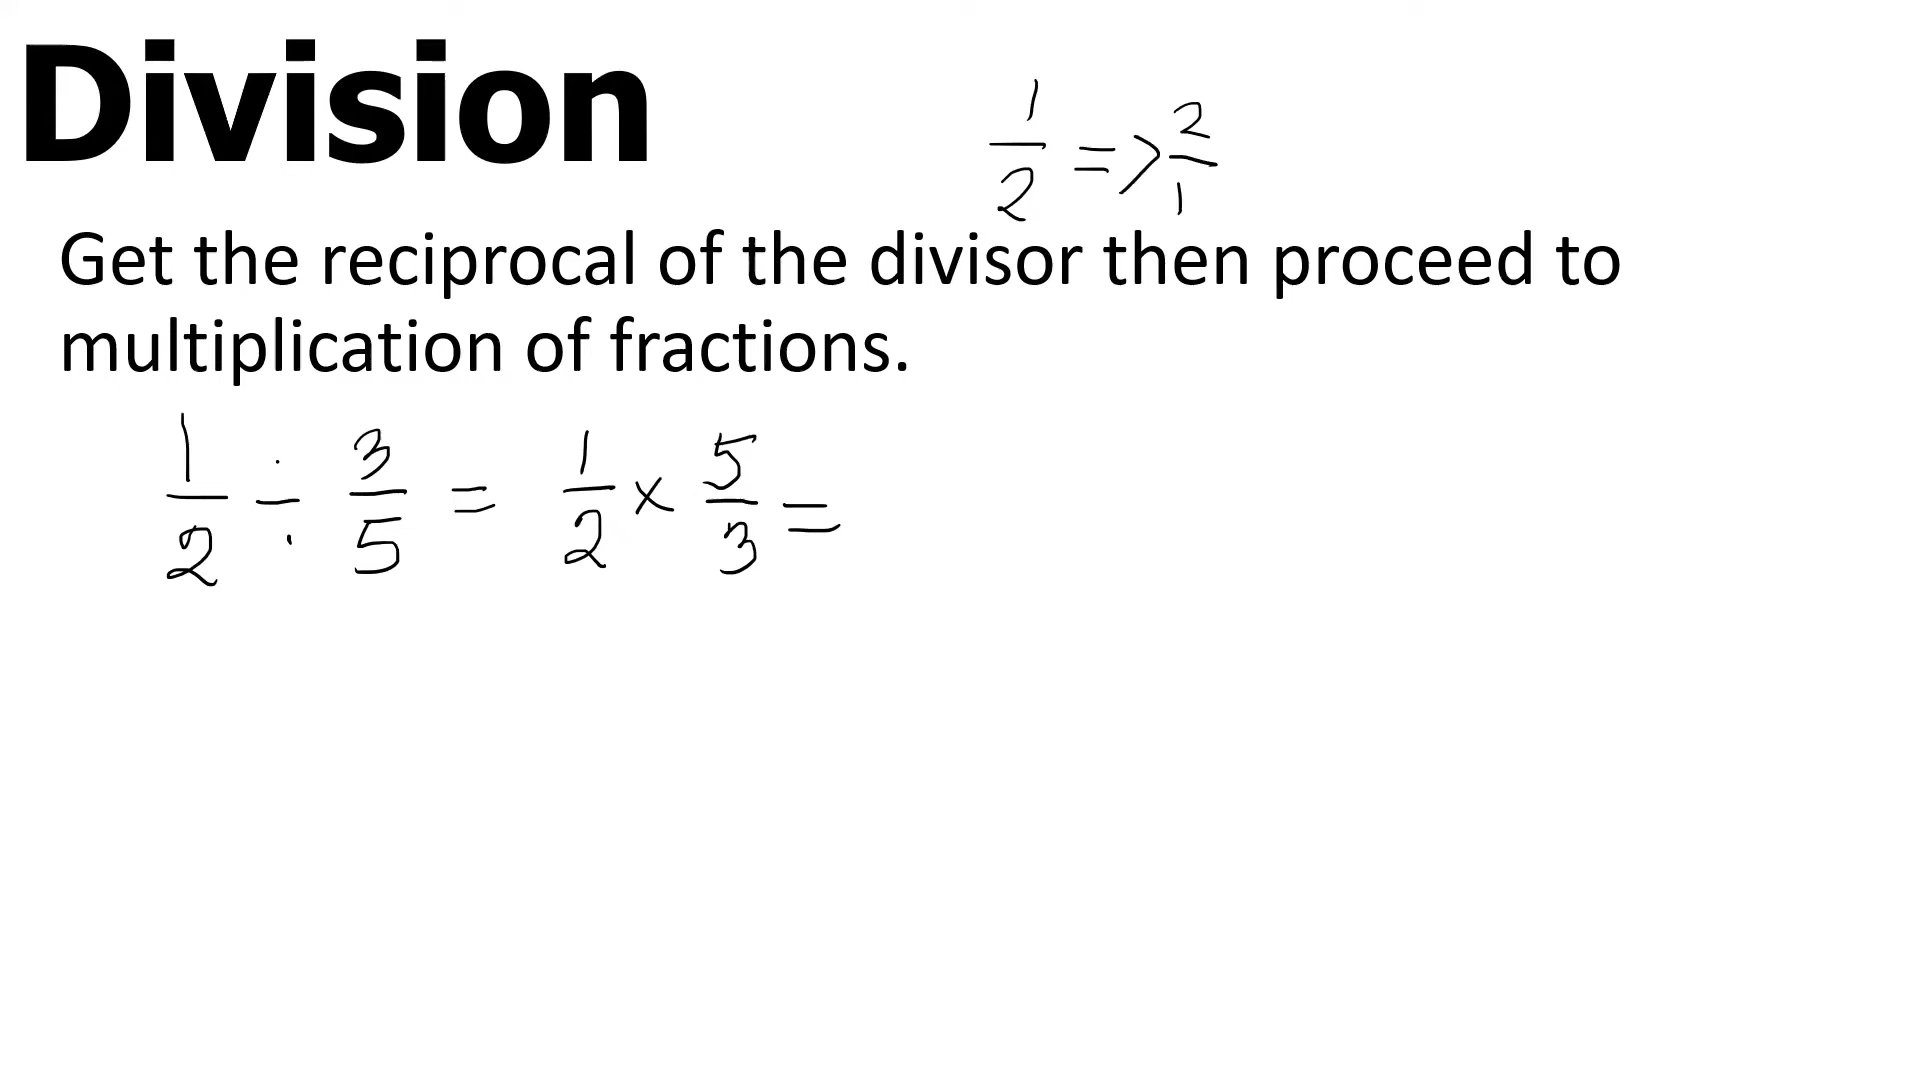 Division
1/2 => 2/1
Get the reciprocal of the divisor then proceed to
multiplication of fractions.
1/2 ÷ 3/5 = 1/2 x 5/3 =